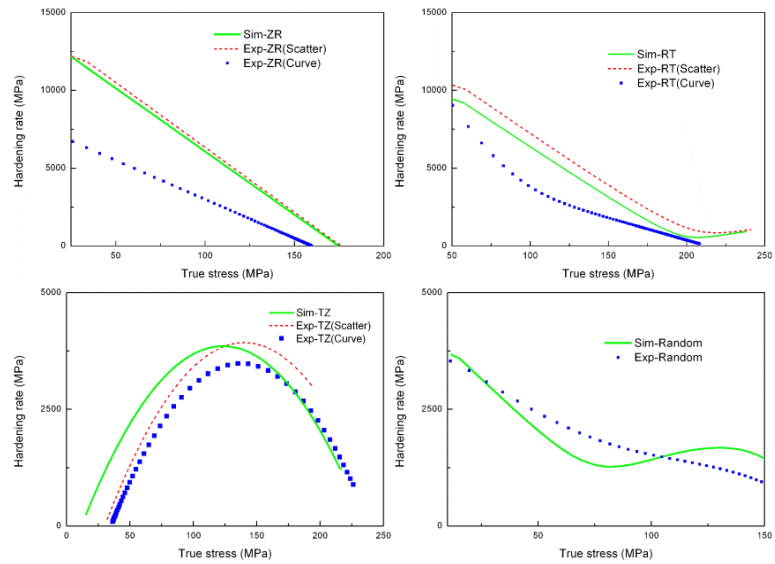 15000
Sim-ZR
Exp-ZR(Scatter)
Exp-ZR(Curve)
10000
5000
0
50 100 150 200
Hardening rate (MPa)
True stress (MPa)
15000
Sim-RT
Exp-RT(Scatter)
Exp-RT(Curve)
10000
5000
0
50 100 150 200 250
Hardening rate (MPa)
True stress (MPa)
5000
Sim-TZ
Exp-TZ(Scatter)
Exp-TZ(Curve)
2500
0
0 50 100 150 200 250
Hardening rate (MPa)
True stress (MPa)
5000
Sim-Random
Exp-Random
2500
0
50 100 150
Hardening rate (MPa)
True stress (MPa)